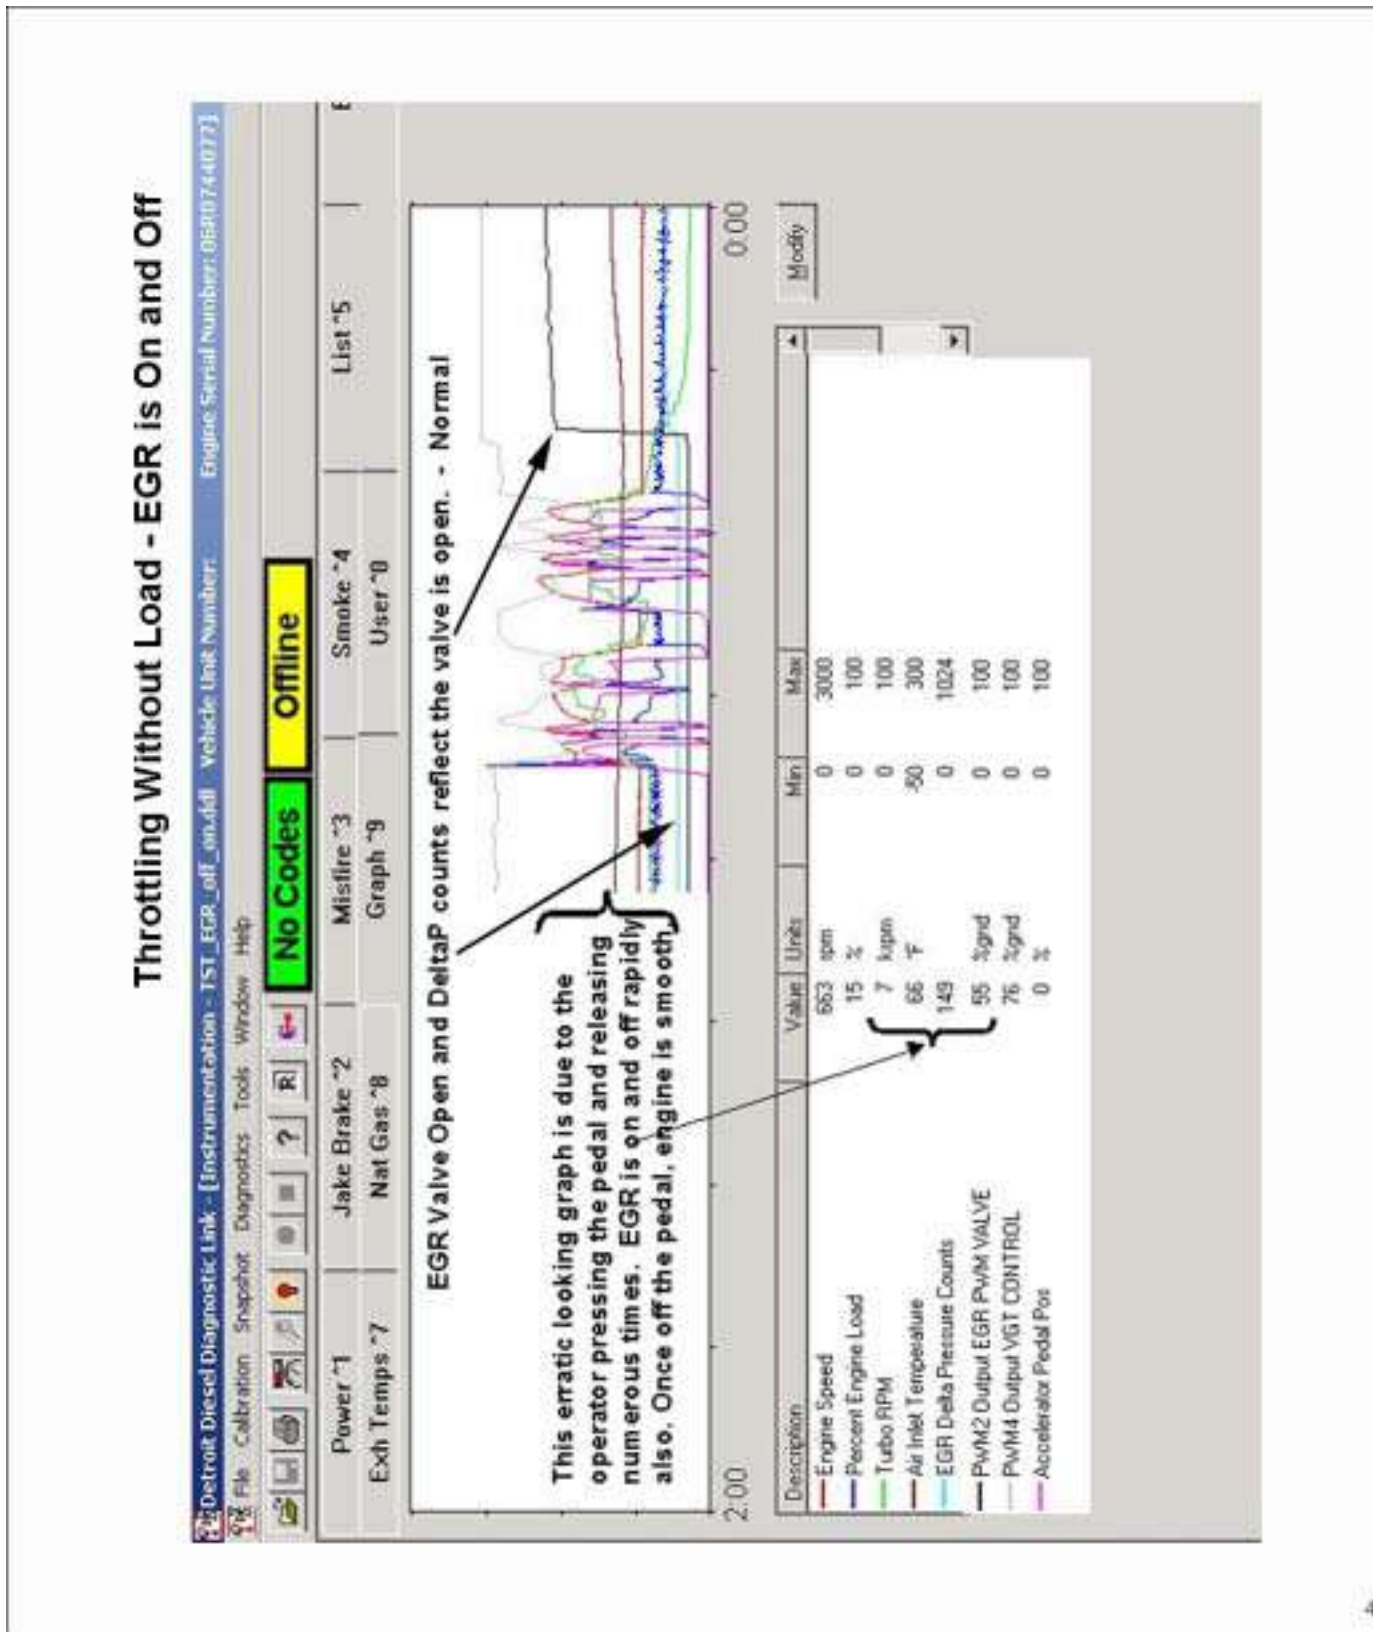 Throttling Without Load - EGR is On and Off
Detroit Diesel Diagnostic Link - [Instrumentation - TST_EGR_off_on.ddl Vehicle Unit Number: Engine Serial Number: 06R0744077]
File Calibration Snapshot Diagnostics Tools Window Help
? R No Codes Offline
Power ^1 Jake Brake ^2 Misfire ^3 Smoke ^4 List ^5 E
Exh Temps ^7 Nat Gas ^8 Graph ^9 User ^0
EGR Valve Open and DeltaP counts reflect the valve is open. - Normal
This erratic looking graph is due to the
operator pressing the pedal and releasing
numerous times. EGR is on and off rapidly
also. Once off the pedal, engine is smooth.
2:00 0:00
Description Value Units Min Max
Engine Speed 663 rpm 0 3000
Percent Engine Load 15 % 0 100
Turbo RPM 7 krpm 0 100
Air Inlet Temperature 66 °F -50 300
EGR Delta Pressure Counts 149 0 1024
PWM2 Output EGR PWM VALVE 55 %gnd 0 100
PWM4 Output VGT CONTROL 76 %gnd 0 100
Accelerator Pedal Pos 0 % 0 100
Modify
4